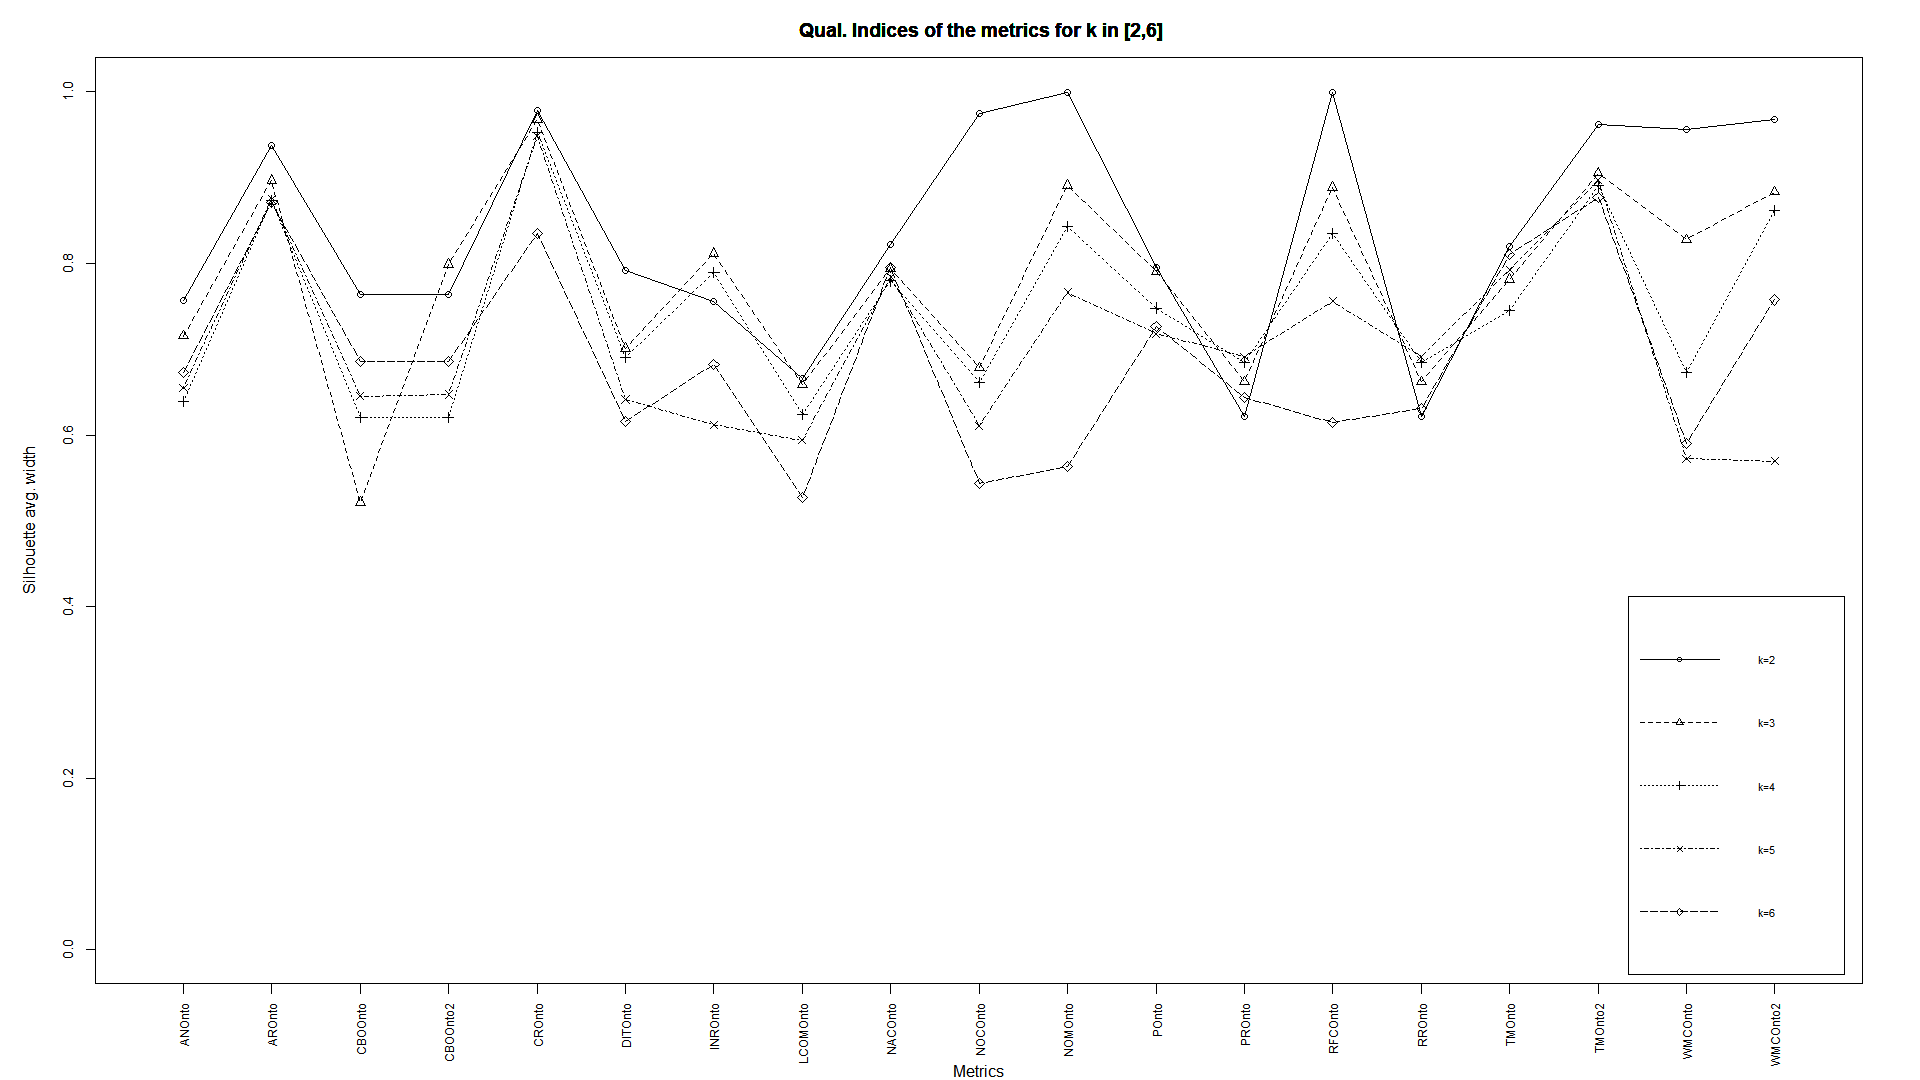 Qual. Indices of the metrics for k in [2,6]
Silhouette avg. width
1.0
0.8
0.6
0.4
0.2
0.0
k=2
k=3
k=4
k=5
k=6
ANOnto
AROnto
CBOOnto
CBOOnto2
CROnto
DITOnto
INROnto
LCOMOnto
NACOnto
NOCOnto
NOMOnto
POnto
PROnto
RFCOnto
RROnto
TMOnto
TMOnto2
WMCOnto
WMCOnto2
Metrics